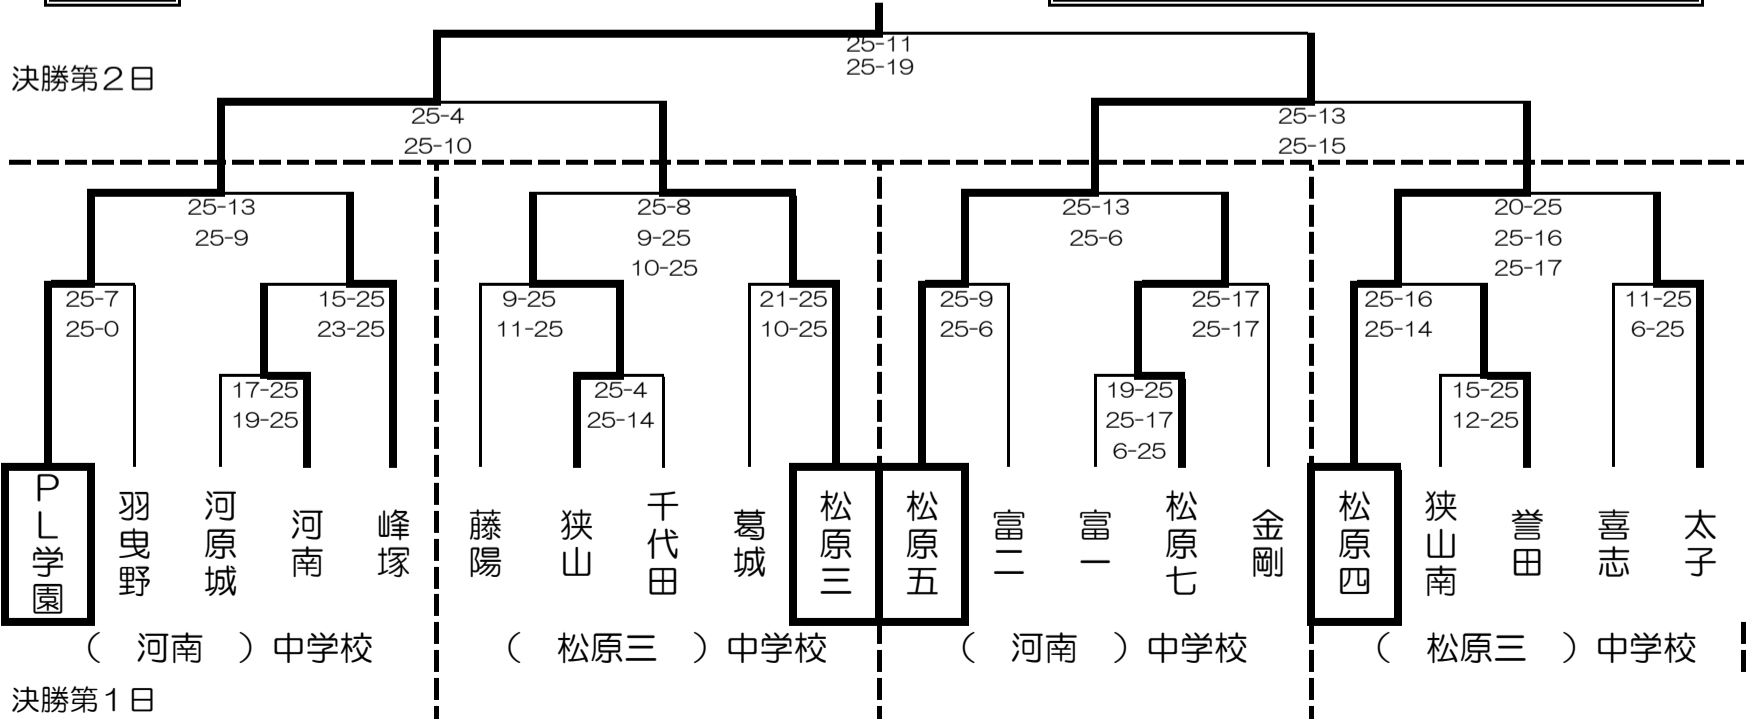 25-11
25-19
決勝第２日
25-4
25-10
25-13
25-15
25-13
25-9
25-8
9-25
10-25
25-13
25-6
20-25
25-16
25-17
25-7
25-0
15-25
23-25
9-25
11-25
21-25
10-25
25-9
25-6
25-17
25-17
25-16
25-14
11-25
6-25
17-25
19-25
25-4
25-14
19-25
25-17
6-25
15-25
12-25
ＰＬ学園
羽曳野
河原城
河南
峰塚
藤陽
狭山
千代田
葛城
松原三
松原五
富二
富一
松原七
金剛
松原四
狭山南
誉田
喜志
太子
（　河南　）中学校
（　松原三　）中学校
（　河南　）中学校
（　松原三　）中学校
決勝第１日